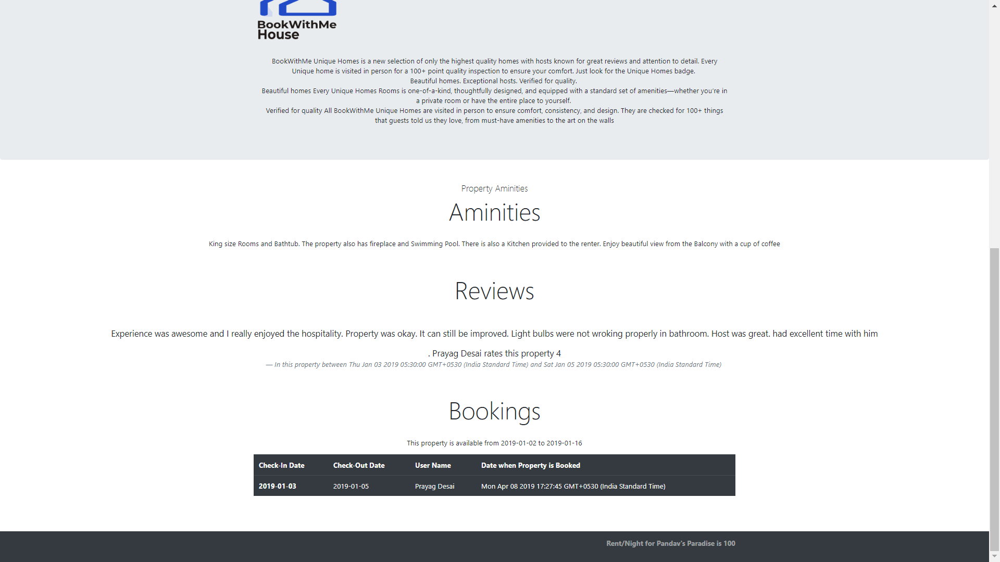 BookWithMe
House
BookWithMe Unique Homes is a new selection of only the highest quality homes with hosts known for great reviews and attention to detail. Every
Unique home is visited in person for a 100+ point quality inspection to ensure your comfort. Just look for the Unique Homes badge.
Beautiful homes. Exceptional hosts. Verified for quality.
Beautiful homes Every Unique Homes Rooms is one-of-a-kind, thoughtfully designed, and equipped with a standard set of amenities—whether you're in
a private room or have the entire place to yourself.
Verified for quality All BookWithMe Unique Homes are visited in person to ensure comfort, consistency, and design. They are checked for 100+ things
that guests told us they love, from must-have amenities to the art on the walls
Property Aminities
Aminities
King size Rooms and Bathtub. The property also has fireplace and Swimming Pool. There is also a Kitchen provided to the renter. Enjoy beautiful view from the Balcony with a cup of coffee
Reviews
Experience was awesome and I really enjoyed the hospitality. Property was okay. It can still be improved. Light bulbs were not wroking properly in bathroom. Host was great. had excellent time with him
. Prayag Desai rates this property 4
— In this property between Thu Jan 03 2019 05:30:00 GMT+0530 (India Standard Time) and Sat Jan 05 2019 05:30:00 GMT+0530 (India Standard Time)
Bookings
This property is available from 2019-01-02 to 2019-01-16
Check-In Date Check-Out Date User Name Date when Property is Booked
2019-01-03 2019-01-05 Prayag Desai Mon Apr 08 2019 17:27:45 GMT+0530 (India Standard Time)
Rent/Night for Pandav's Paradise is 100